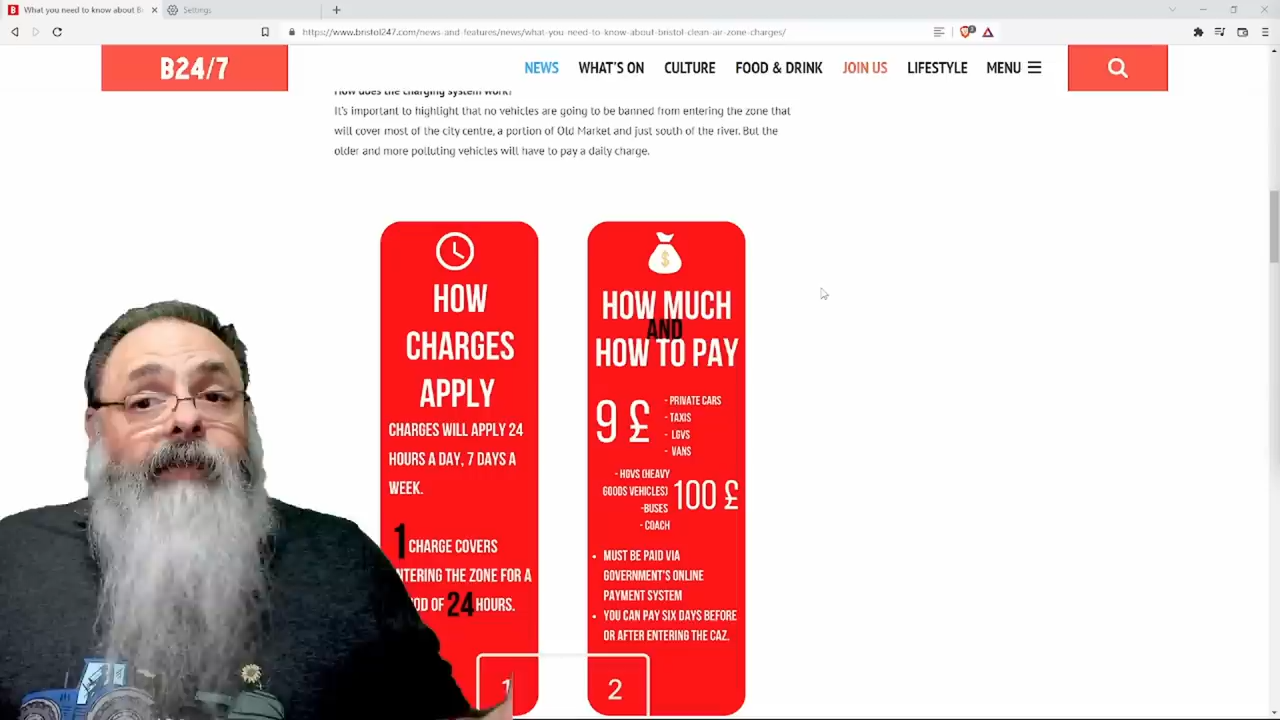 What you need to know about B
Settings
https://www.bristol247.com/news-and-features/news/what-you-need-to-know-about-bristol-clean-air-zone-charges/
B24/7
NEWS
WHAT'S ON
CULTURE
FOOD & DRINK
JOIN US
LIFESTYLE
MENU
How does the charging system work?
It's important to highlight that no vehicles are going to be banned from entering the zone that
will cover most of the city centre, a portion of Old Market and just south of the river. But the
older and more polluting vehicles will have to pay a daily charge.
HOW
CHARGES
APPLY
CHARGES WILL APPLY 24
HOURS A DAY, 7 DAYS A
WEEK.
1 CHARGE COVERS
ENTERING THE ZONE FOR A
OD OF 24 HOURS.
1
$
HOW MUCH
AND
HOW TO PAY
9 £
- PRIVATE CARS
- TAXIS
- LGVS
- VANS
- HGVS (HEAVY
GOODS VEHICLES)
-BUSES
- COACH
100 £
• MUST BE PAID VIA
GOVERNMENT'S ONLINE
PAYMENT SYSTEM
• YOU CAN PAY SIX DAYS BEFORE
OR AFTER ENTERING THE CAZ.
2